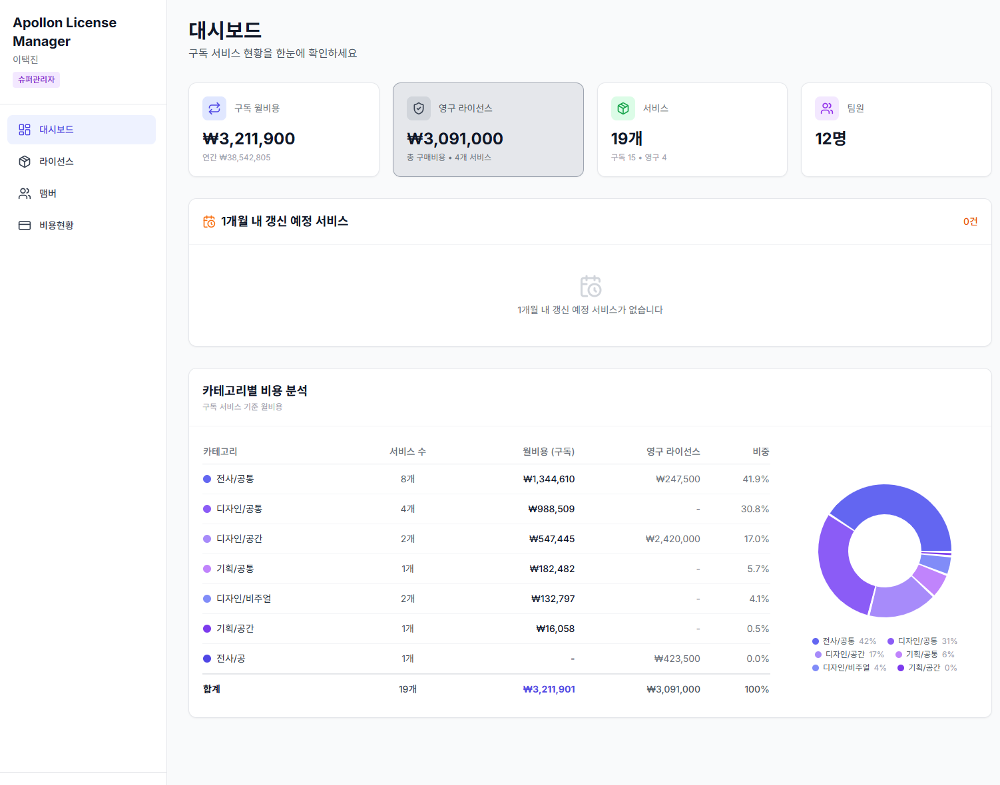 Apollon License
Manager
이택진
슈퍼관리자
대시보드
라이선스
맴버
비용현황
대시보드
구독 서비스 현황을 한눈에 확인하세요
구독 월비용
₩3,211,900
연간 ₩38,542,805
영구 라이선스
₩3,091,000
총 구매비용 • 4개 서비스
서비스
19개
구독 15 • 영구 4
팀원
12명
1개월 내 갱신 예정 서비스
0건
1개월 내 갱신 예정 서비스가 없습니다
카테고리별 비용 분석
구독 서비스 기준 월비용
카테고리 서비스 수 월비용 (구독) 영구 라이선스 비중
전사/공통 8개 ₩1,344,610 ₩247,500 41.9%
디자인/공통 4개 ₩988,509 - 30.8%
디자인/공간 2개 ₩547,445 ₩2,420,000 17.0%
기획/공통 1개 ₩182,482 - 5.7%
디자인/비주얼 2개 ₩132,797 - 4.1%
기획/공간 1개 ₩16,058 - 0.5%
전사/공 1개 - ₩423,500 0.0%
합계 19개 ₩3,211,901 ₩3,091,000 100%
전사/공통 42% 디자인/공통 31%
디자인/공간 17% 기획/공통 6%
디자인/비주얼 4% 기획/공간 0%